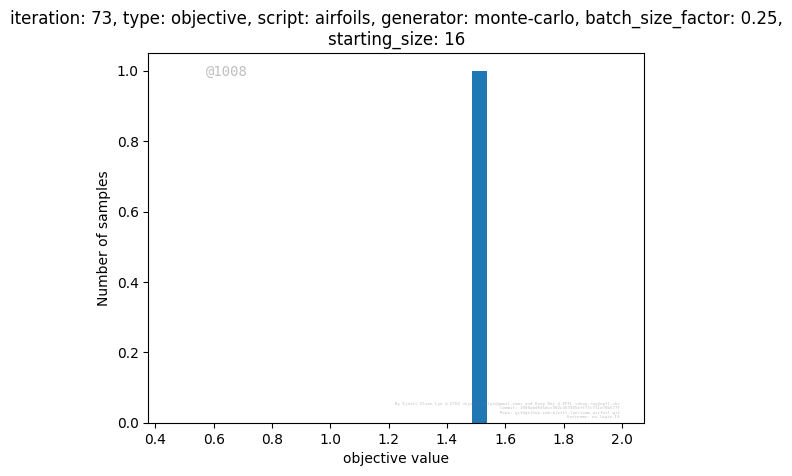 iteration: 73, type: objective, script: airfoils, generator: monte-carlo, batch_size_factor: 0.25,
starting_size: 16
@1008
1.0
0.8
0.6
0.4
0.2
0.0
Number of samples
0.4 0.6 0.8 1.0 1.2 1.4 1.6 1.8 2.0
objective value